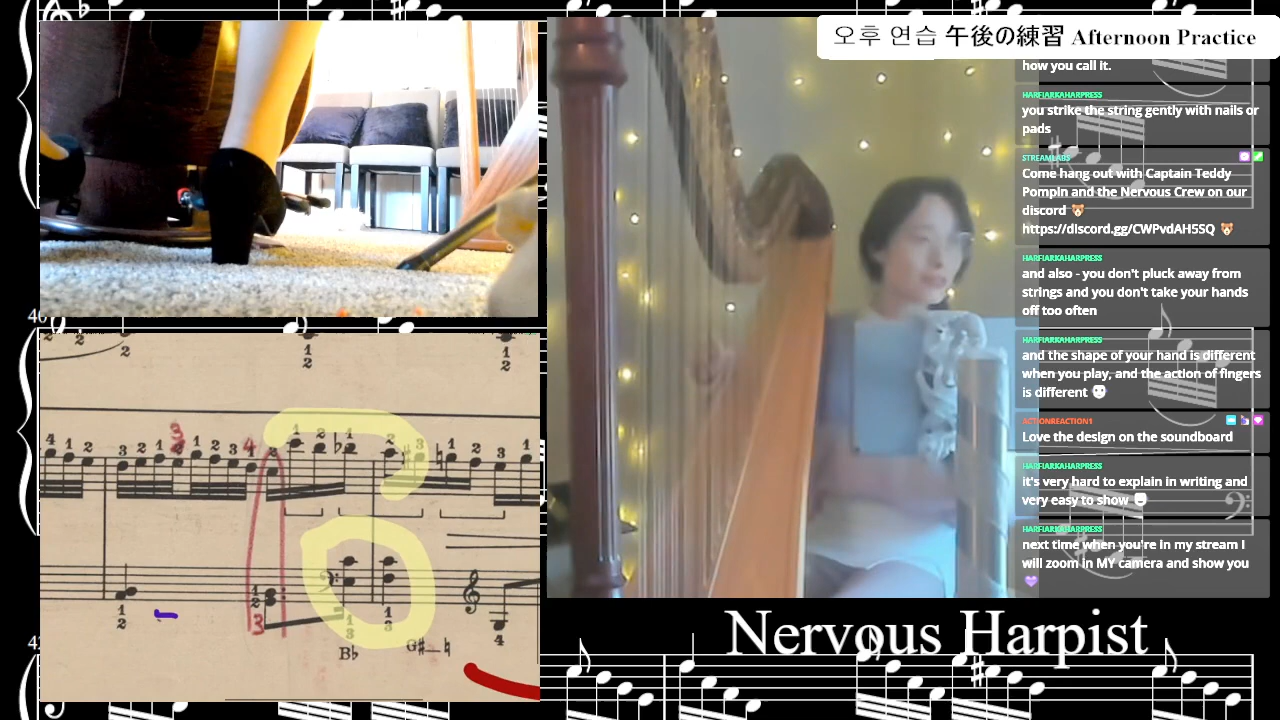 오후 연습 午後の練習 Afternoon Practice
how you call it.
HARFIARKAHARPRESS
you strike the string gently with nails or
pads
STREAMLABS
Come hang out with Captain Teddy
Pompin and the Nervous Crew on our
discord 🐻
https://discord.gg/CWPvdAH5SQ 🐻
HARFIARKAHARPRESS
and also - you don't pluck away from
strings and you don't take your hands
off too often
HARFIARKAHARPRESS
and the shape of your hand is different
when you play, and the action of fingers
is different
ACTIONREACTION1
Love the design on the soundboard
HARFIARKAHARPRESS
it's very hard to explain in writing and
very easy to show
HARFIARKAHARPRESS
next time when you're in my stream I
will zoom in MY camera and show you
💜
B♭
G#—♮
Nervous Harpist